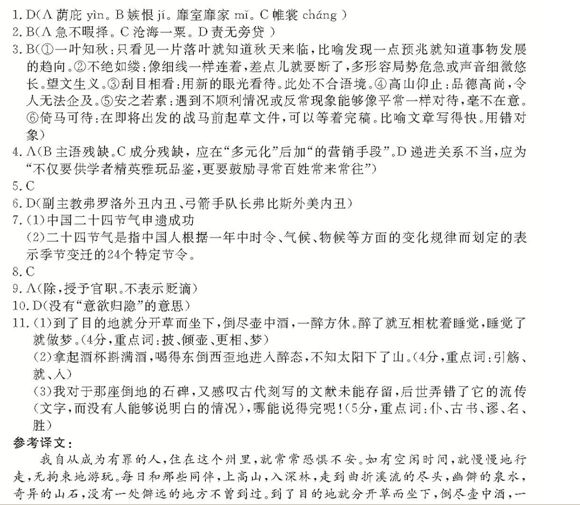 1. D(A 荫庇 yìn。B 嫉恨 jí。靡室靡家 mǐ。C 帷裳 cháng )
2. B(A 急不暇择。C 沧海一粟。D 责无旁贷)
3. B(①一叶知秋:只看见一片落叶就知道秋天来临,比喻发现一点预兆就知道事物发展
的趋向。②不绝如缕:像细线一样连着,差点儿就要断了,多形容局势危急或声音细微悠
长。望文生义。③刮目相看:用新的眼光看待。此处不合语境。④高山仰止:品德高尚,令
人无法企及。⑤安之若素:遇到不顺利情况或反常现象能够像平常一样对待,毫不在意。
⑥倚马可待:在即将出发的战马前起草文件,可以等着完稿。比喻文章写得快。用错对
象)
4. A(B 主语残缺。C 成分残缺，应在“多元化”后加“的营销手段”。D 递进关系不当,应为
“不仅要供学者精英雅玩品鉴,更要鼓励寻常百姓常来常往”)
5. C
6. D(副主教弗罗洛外丑内丑、弓箭手队长弗比斯外美内丑)
7. (1)中国二十四节气申遗成功
(2)二十四节气是指中国人根据一年中时令、气候、物候等方面的变化规律而划定的表
示季节变迁的24个特定节令。
8. C
9. A(除,授予官职。不表示贬谪)
10. D(没有“意欲归隐”的意思)
11. (1)到了目的地就分开草而坐下,倒尽壶中酒,一醉方休。醉了就互相枕着睡觉,睡觉了
就做梦。(4分,重点词:披、倾壶、更相、梦)
(2)拿起酒杯斟满酒,喝得东倒西歪地进入醉态,不知太阳下了山。(4分,重点词:引觞、
就、入)
(3)我对于那座倒地的石碑,又感叹古代刻写的文献未能存留,后世弄错了它的流传
(文字,而没有人能够说明白的情况),哪能说得完呢!(5分,重点词:仆、古书、谬、名、
胜)
参考译文:
我自从成为有罪的人,住在这个州里,就常常恐惧不安。如有空闲时间,就慢慢地行
走,无拘束地游玩。每日和那些同伴,上高山,入深林,走到曲折溪流的尽头,幽僻的泉水,
奇异的山石,没有一处僻远的地方不曾到过。到了目的地就分开草而坐下,倒尽壶中酒,一